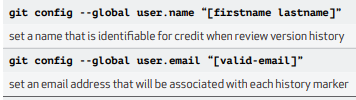 git config --global user.name “[firstname lastname]”
set a name that is identifiable for credit when review version history
git config --global user.email “[valid-email]”
set an email address that will be associated with each history marker